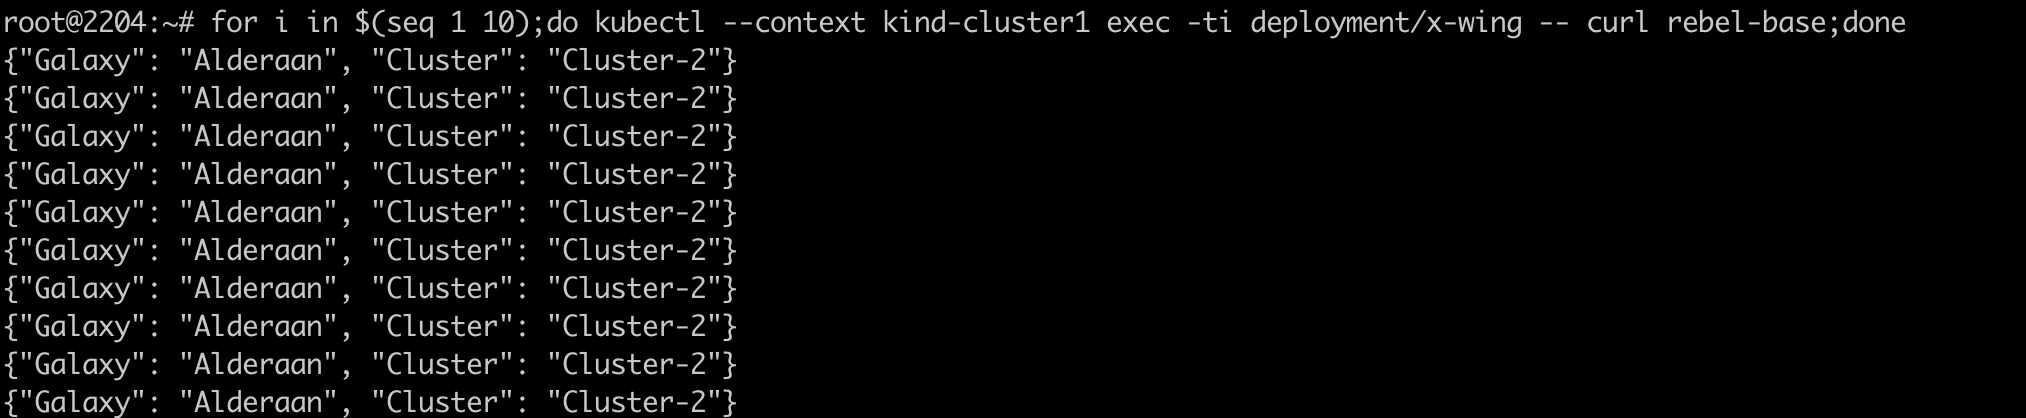 root@2204:~# for i in $(seq 1 10);do kubectl --context kind-cluster1 exec -ti deployment/x-wing -- curl rebel-base;done
{"Galaxy": "Alderaan", "Cluster": "Cluster-2"}
{"Galaxy": "Alderaan", "Cluster": "Cluster-2"}
{"Galaxy": "Alderaan", "Cluster": "Cluster-2"}
{"Galaxy": "Alderaan", "Cluster": "Cluster-2"}
{"Galaxy": "Alderaan", "Cluster": "Cluster-2"}
{"Galaxy": "Alderaan", "Cluster": "Cluster-2"}
{"Galaxy": "Alderaan", "Cluster": "Cluster-2"}
{"Galaxy": "Alderaan", "Cluster": "Cluster-2"}
{"Galaxy": "Alderaan", "Cluster": "Cluster-2"}
{"Galaxy": "Alderaan", "Cluster": "Cluster-2"}